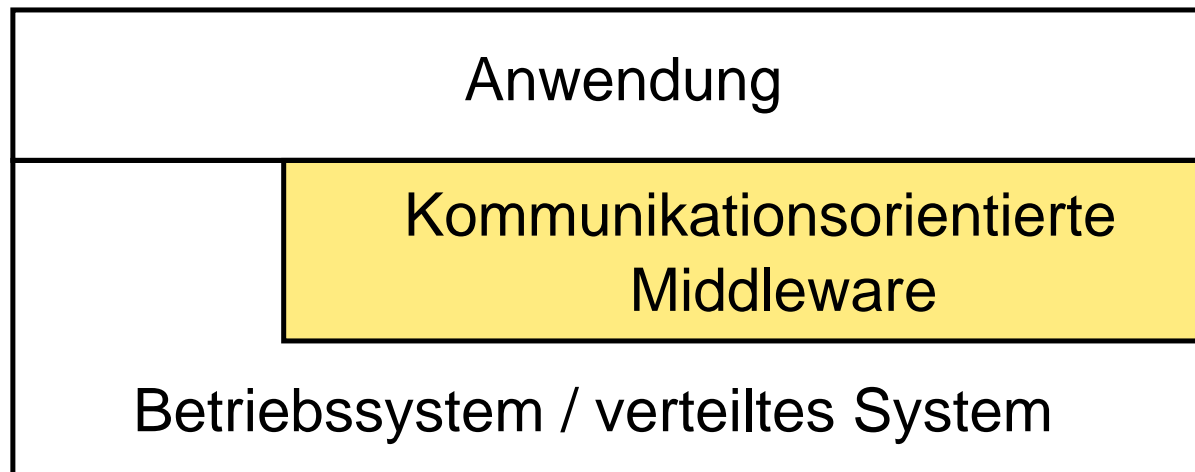 Anwendung
Kommunikationsorientierte
Middleware
Betriebssystem / verteiltes System